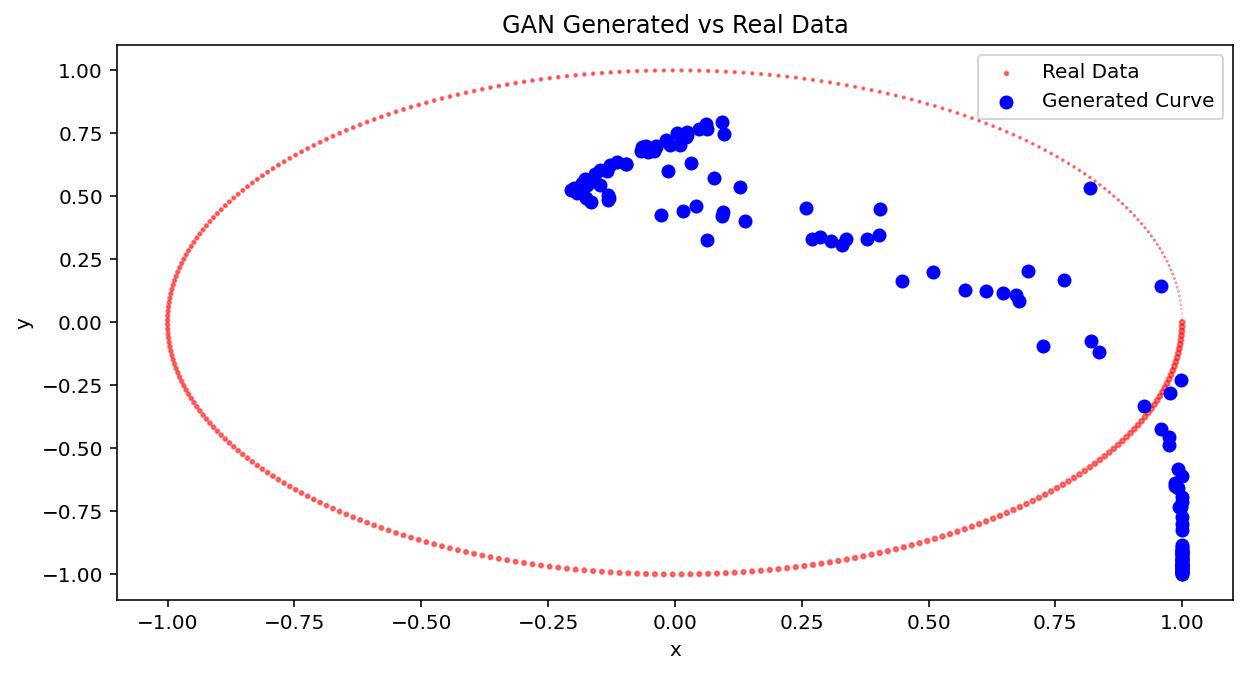 GAN Generated vs Real Data
Real Data
Generated Curve
1.00
0.75
0.50
0.25
0.00
−0.25
−0.50
−0.75
−1.00
y
−1.00 −0.75 −0.50 −0.25 0.00 0.25 0.50 0.75 1.00
x